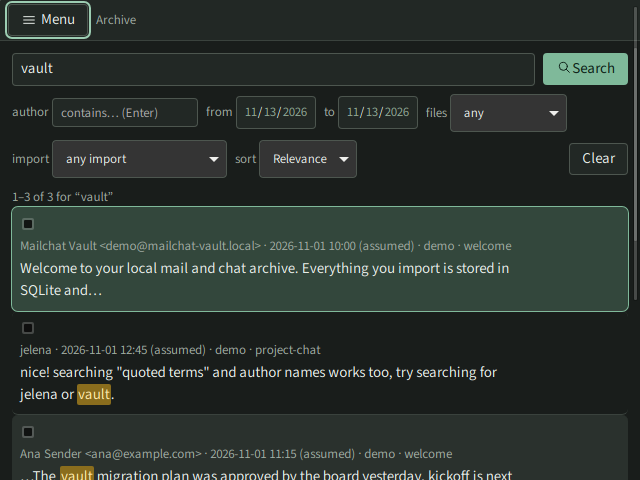 Menu Archive
vault Search
author contains… (Enter) from 11/13/2026 to 11/13/2026 files any
import any import sort Relevance Clear
1–3 of 3 for “vault”
Mailchat Vault <demo@mailchat-vault.local> · 2026-11-01 10:00 (assumed) · demo · welcome
Welcome to your local mail and chat archive. Everything you import is stored in
SQLite and…
jelena · 2026-11-01 12:45 (assumed) · demo · project-chat
nice! searching "quoted terms" and author names works too, try searching for
jelena or vault.
Ana Sender <ana@example.com> · 2026-11-01 11:15 (assumed) · demo · welcome
…The vault migration plan was approved by the board yesterday, kickoff is next